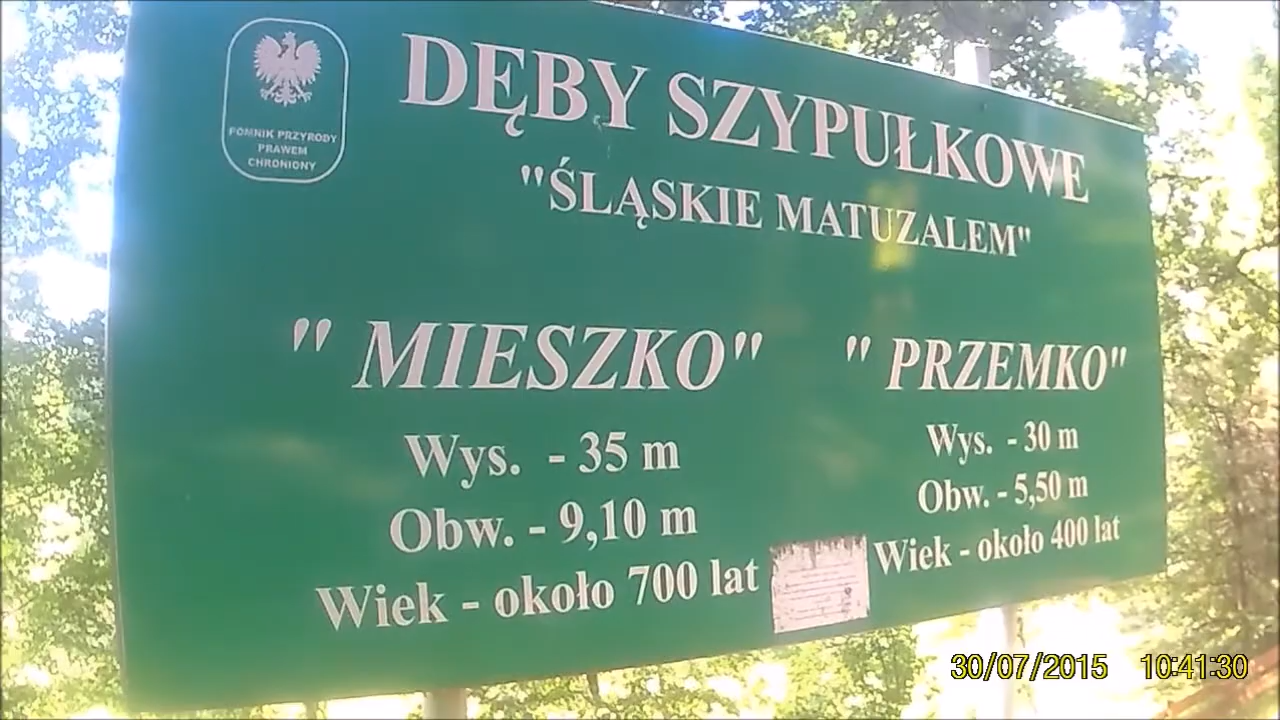 POMNIK PRZYRODY
PRAWEM
CHRONIONY
DĘBY SZYPUŁKOWE
"ŚLĄSKIE MATUZALEM"
" MIESZKO"
Wys. - 35 m
Obw. - 9,10 m
Wiek - około 700 lat
" PRZEMKO"
Wys. - 30 m
Obw. - 5,50 m
Wiek - około 400 lat
30/07/2015 10:41:30